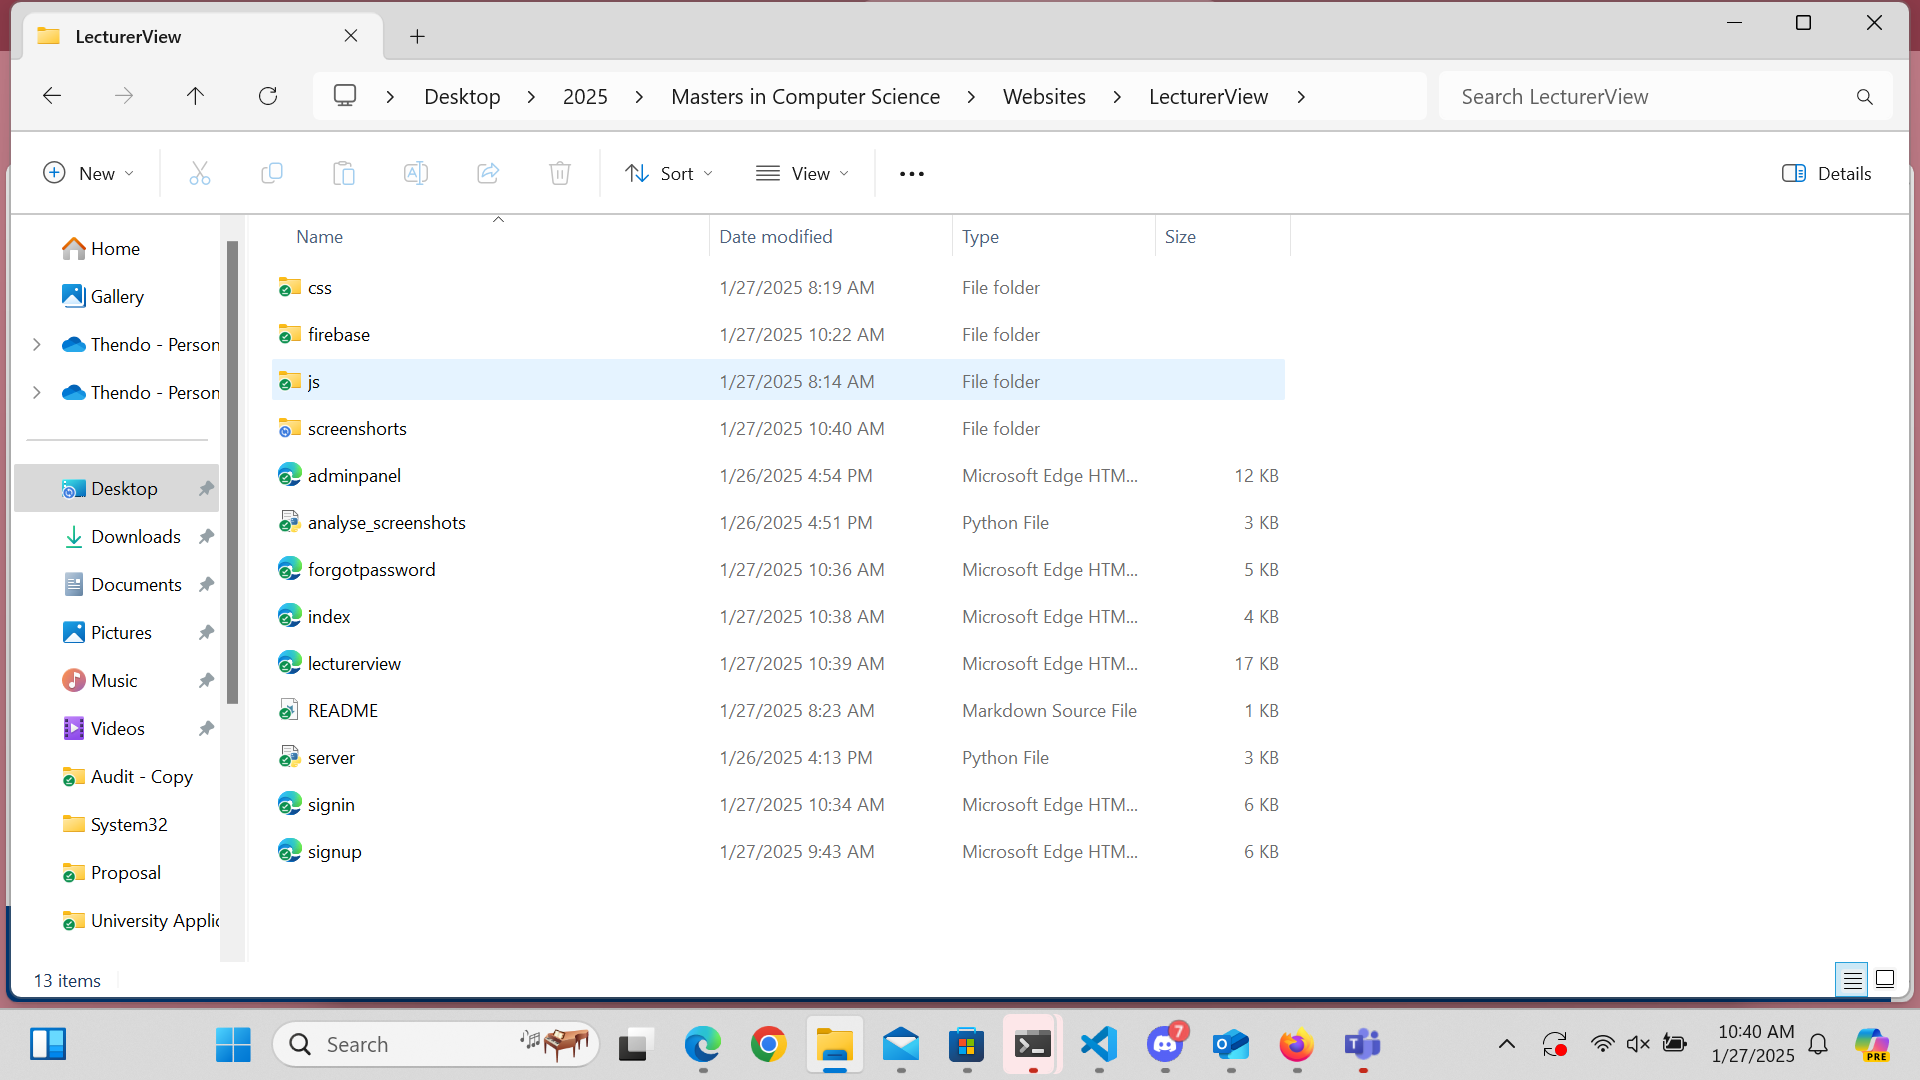 LecturerView
Desktop > 2025 > Masters in Computer Science > Websites > LecturerView >
Search LecturerView
New
Sort
View
Details
Name Date modified Type Size
Home
Gallery
Thendo - Person
Thendo - Person
Desktop
Downloads
Documents
Pictures
Music
Videos
Audit - Copy
System32
Proposal
University Applic
css 1/27/2025 8:19 AM File folder
firebase 1/27/2025 10:22 AM File folder
js 1/27/2025 8:14 AM File folder
screenshorts 1/27/2025 10:40 AM File folder
adminpanel 1/26/2025 4:54 PM Microsoft Edge HTM... 12 KB
analyse_screenshots 1/26/2025 4:51 PM Python File 3 KB
forgotpassword 1/27/2025 10:36 AM Microsoft Edge HTM... 5 KB
index 1/27/2025 10:38 AM Microsoft Edge HTM... 4 KB
lecturerview 1/27/2025 10:39 AM Microsoft Edge HTM... 17 KB
README 1/27/2025 8:23 AM Markdown Source File 1 KB
server 1/26/2025 4:13 PM Python File 3 KB
signin 1/27/2025 10:34 AM Microsoft Edge HTM... 6 KB
signup 1/27/2025 9:43 AM Microsoft Edge HTM... 6 KB
13 items
Search
7
10:40 AM
1/27/2025
PRE